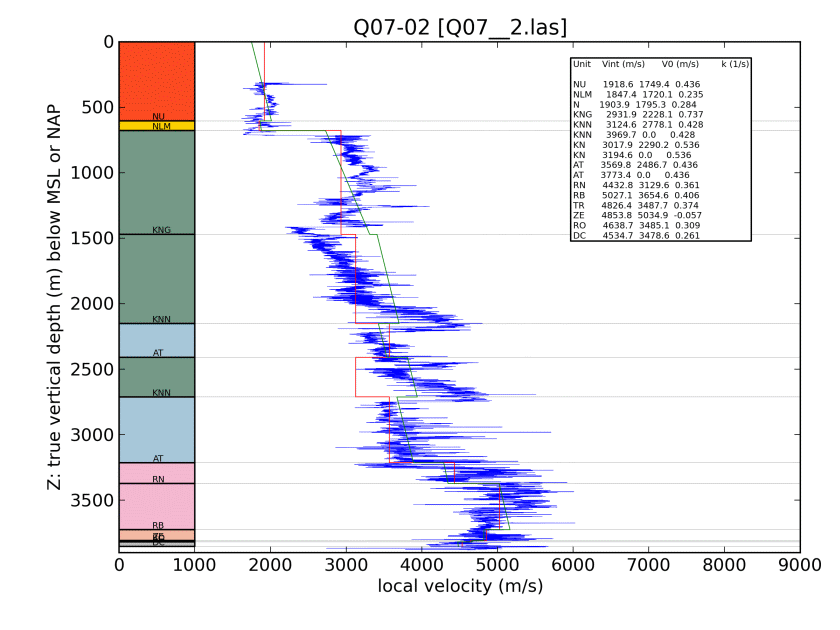 Q07-02 [Q07__2.las]
Unit Vint (m/s) V0 (m/s) k (1/s)
NU 1918.6 1749.4 0.436
NLM 1847.4 1720.1 0.235
N 1903.9 1795.3 0.284
KNG 2931.9 2228.1 0.737
KNN 3124.6 2778.1 0.428
KNN 3969.7 0.0 0.428
KN 3017.9 2290.2 0.536
KN 3194.6 0.0 0.536
AT 3569.8 2486.7 0.436
AT 3773.4 0.0 0.436
RN 4432.8 3129.6 0.361
RB 5027.1 3654.6 0.406
TR 4826.4 3487.7 0.374
ZE 4853.8 5034.9 -0.057
RO 4638.7 3485.1 0.309
DC 4534.7 3478.6 0.261
Z: true vertical depth (m) below MSL or NAP
0
500
1000
1500
2000
2500
3000
3500
NU
NLM
KNG
KNN
AT
KNN
AT
RN
RB
ZE
DC
0 1000 2000 3000 4000 5000 6000 7000 8000 9000
local velocity (m/s)